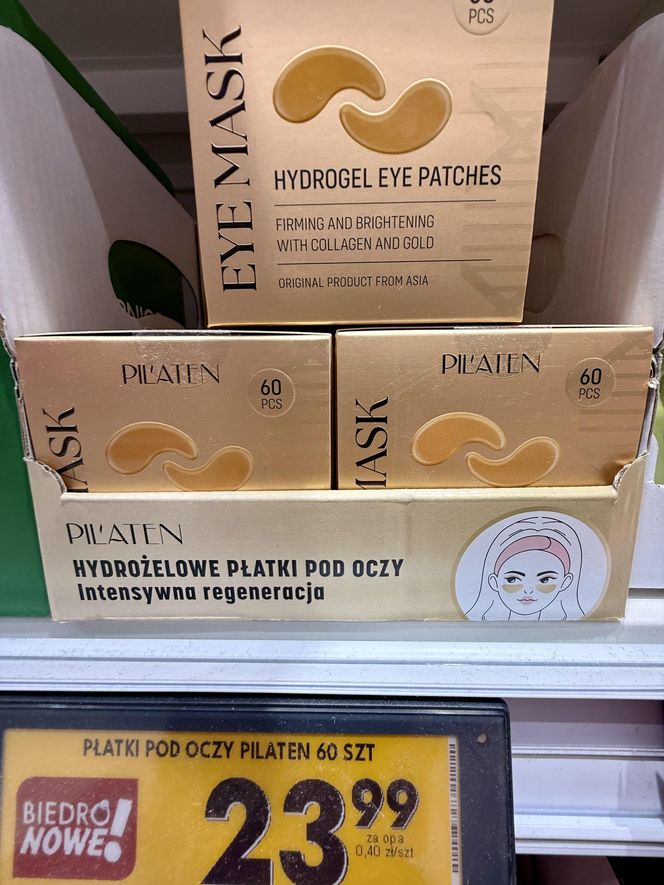 PCS
EYE MASK
HYDROGEL EYE PATCHES
FIRMING AND BRIGHTENING
WITH COLLAGEN AND GOLD
ORIGINAL PRODUCT FROM ASIA
PIL'ATEN
60
PCS
MASK
PIL'ATEN
60
PCS
MASK
PIL'ATEN
HYDROŻELOWE PŁATKI POD OCZY
Intensywna regeneracja
PŁATKI POD OCZY PILATEN 60 SZT
BIEDRO
NOWE!
23 99
za opa
0,40 zł/szt